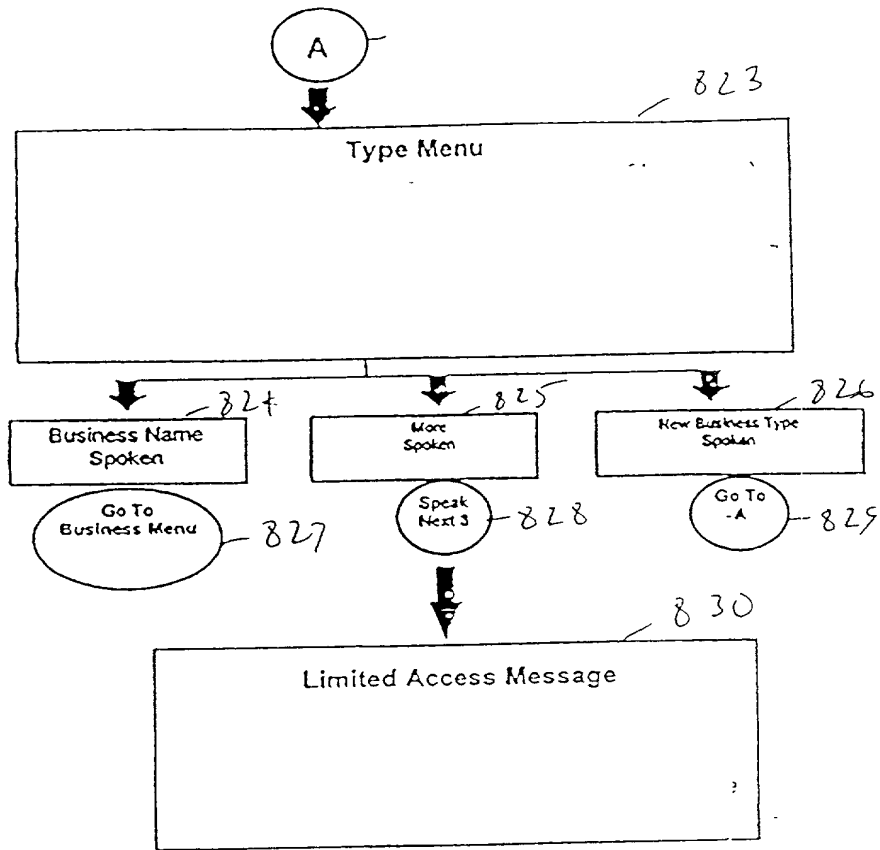 A
823
Type Menu
824
825
826
Business Name
Spoken
More
Spoken
New Business Type
Spoken
Go To
Business Menu
827
Speak
Next 3
828
Go To
-A
829
830
Limited Access Message